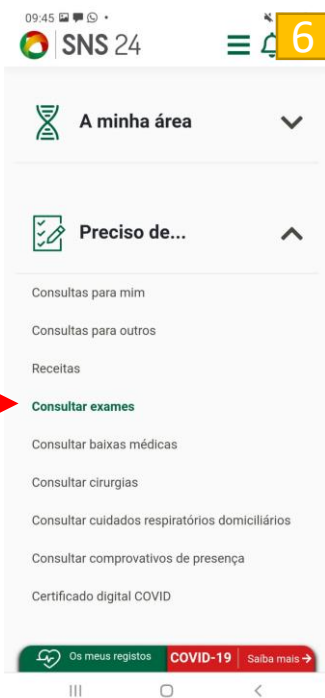 09:45
SNS 24
6
A minha área
Preciso de...
Consultas para mim
Consultas para outros
Receitas
Consultar exames
Consultar baixas médicas
Consultar cirurgias
Consultar cuidados respiratórios domiciliários
Consultar comprovativos de presença
Certificado digital COVID
Os meus registos COVID-19 Saiba mais →